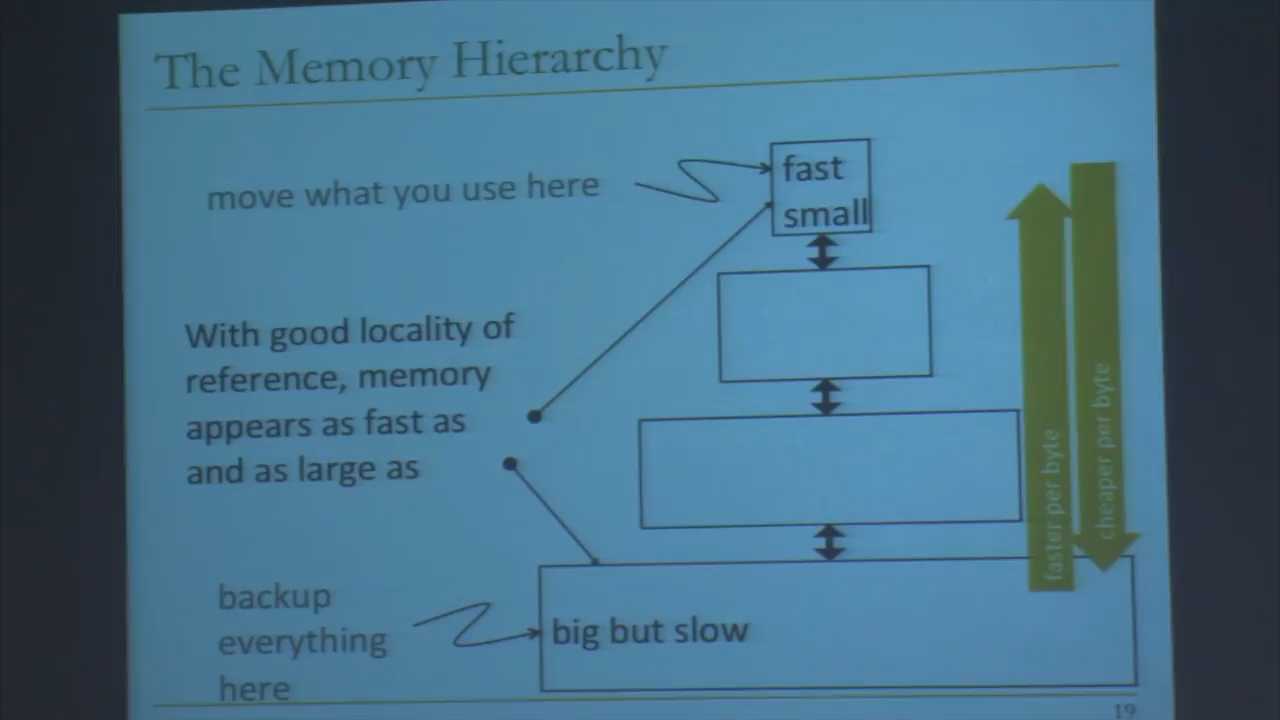 The Memory Hierarchy
move what you use here
fast
small
With good locality of
reference, memory
appears as fast as
and as large as
faster per byte
cheaper per byte
backup
everything
here
big but slow
19